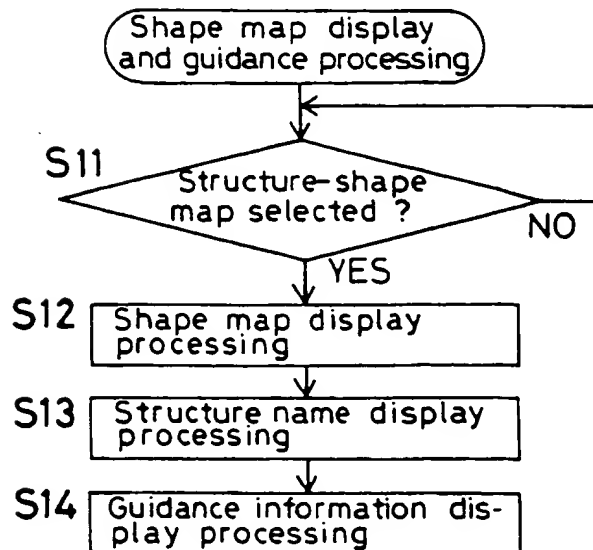 Shape map display
and guidance processing
S11
Structure-shape
map selected ?
NO
YES
S12
Shape map display
processing
S13
Structure name display
processing
S14
Guidance information dis-
play processing